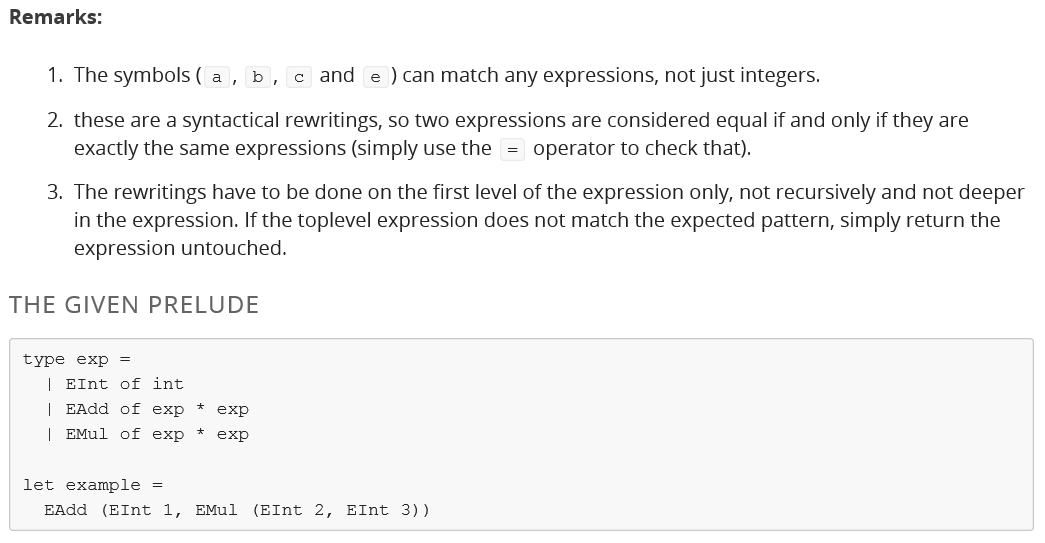 Remarks:
1. The symbols ( a , b , c and e ) can match any expressions, not just integers.
2. these are a syntactical rewritings, so two expressions are considered equal if and only if they are
exactly the same expressions (simply use the = operator to check that).
3. The rewritings have to be done on the first level of the expression only, not recursively and not deeper
in the expression. If the toplevel expression does not match the expected pattern, simply return the
expression untouched.
THE GIVEN PRELUDE
type exp =
  | EInt of int
  | EAdd of exp * exp
  | EMul of exp * exp
let example =
  EAdd (EInt 1, EMul (EInt 2, EInt 3))